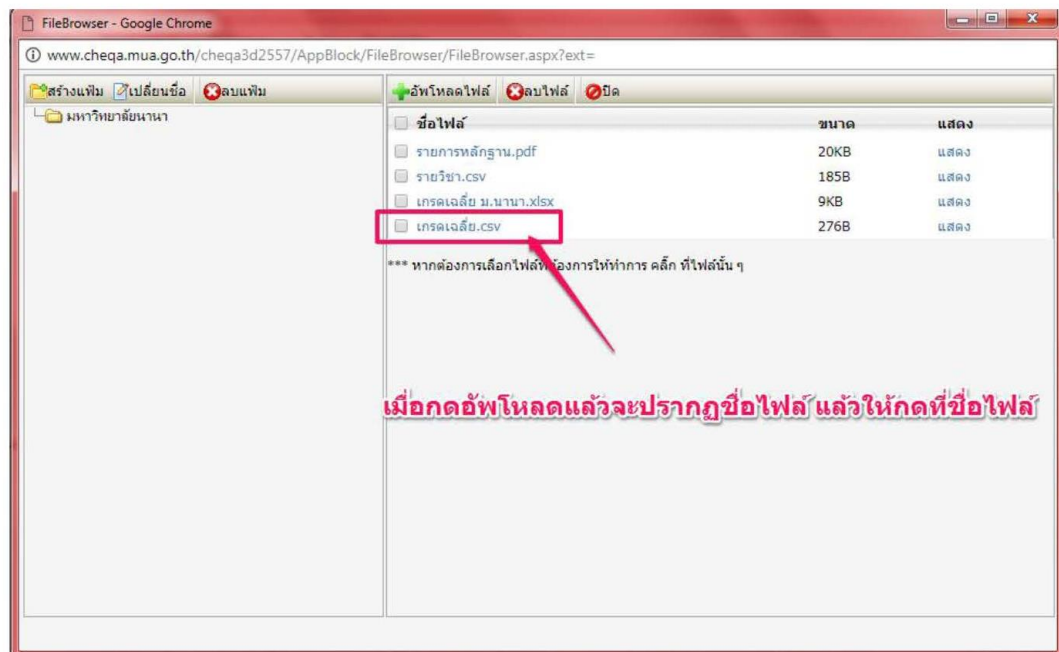 FileBrowser - Google Chrome
www.cheqa.mua.go.th/cheqa3d2557/AppBlock/FileBrowser/FileBrowser.aspx?ext=
สร้างแฟ้ม เปลี่ยนชื่อ ลบแฟ้ม
อัพโหลดไฟล์ ลบไฟล์ ปิด
มหาวิทยาลัยนานา
ชื่อไฟล์ ขนาด แสดง
รายการหลักฐาน.pdf 20KB แสดง
รายวิชา.csv 185B แสดง
เกรดเฉลี่ย ม.นานา.xlsx 9KB แสดง
เกรดเฉลี่ย.csv 276B แสดง
*** หากต้องการเลือกไฟล์ที่ต้องการให้ทำการ คลิ๊ก ที่ไฟล์นั้น ๆ
เมื่อกดอัพโหลดแล้วจะปรากฏชื่อไฟล์ แล้วให้กดที่ชื่อไฟล์